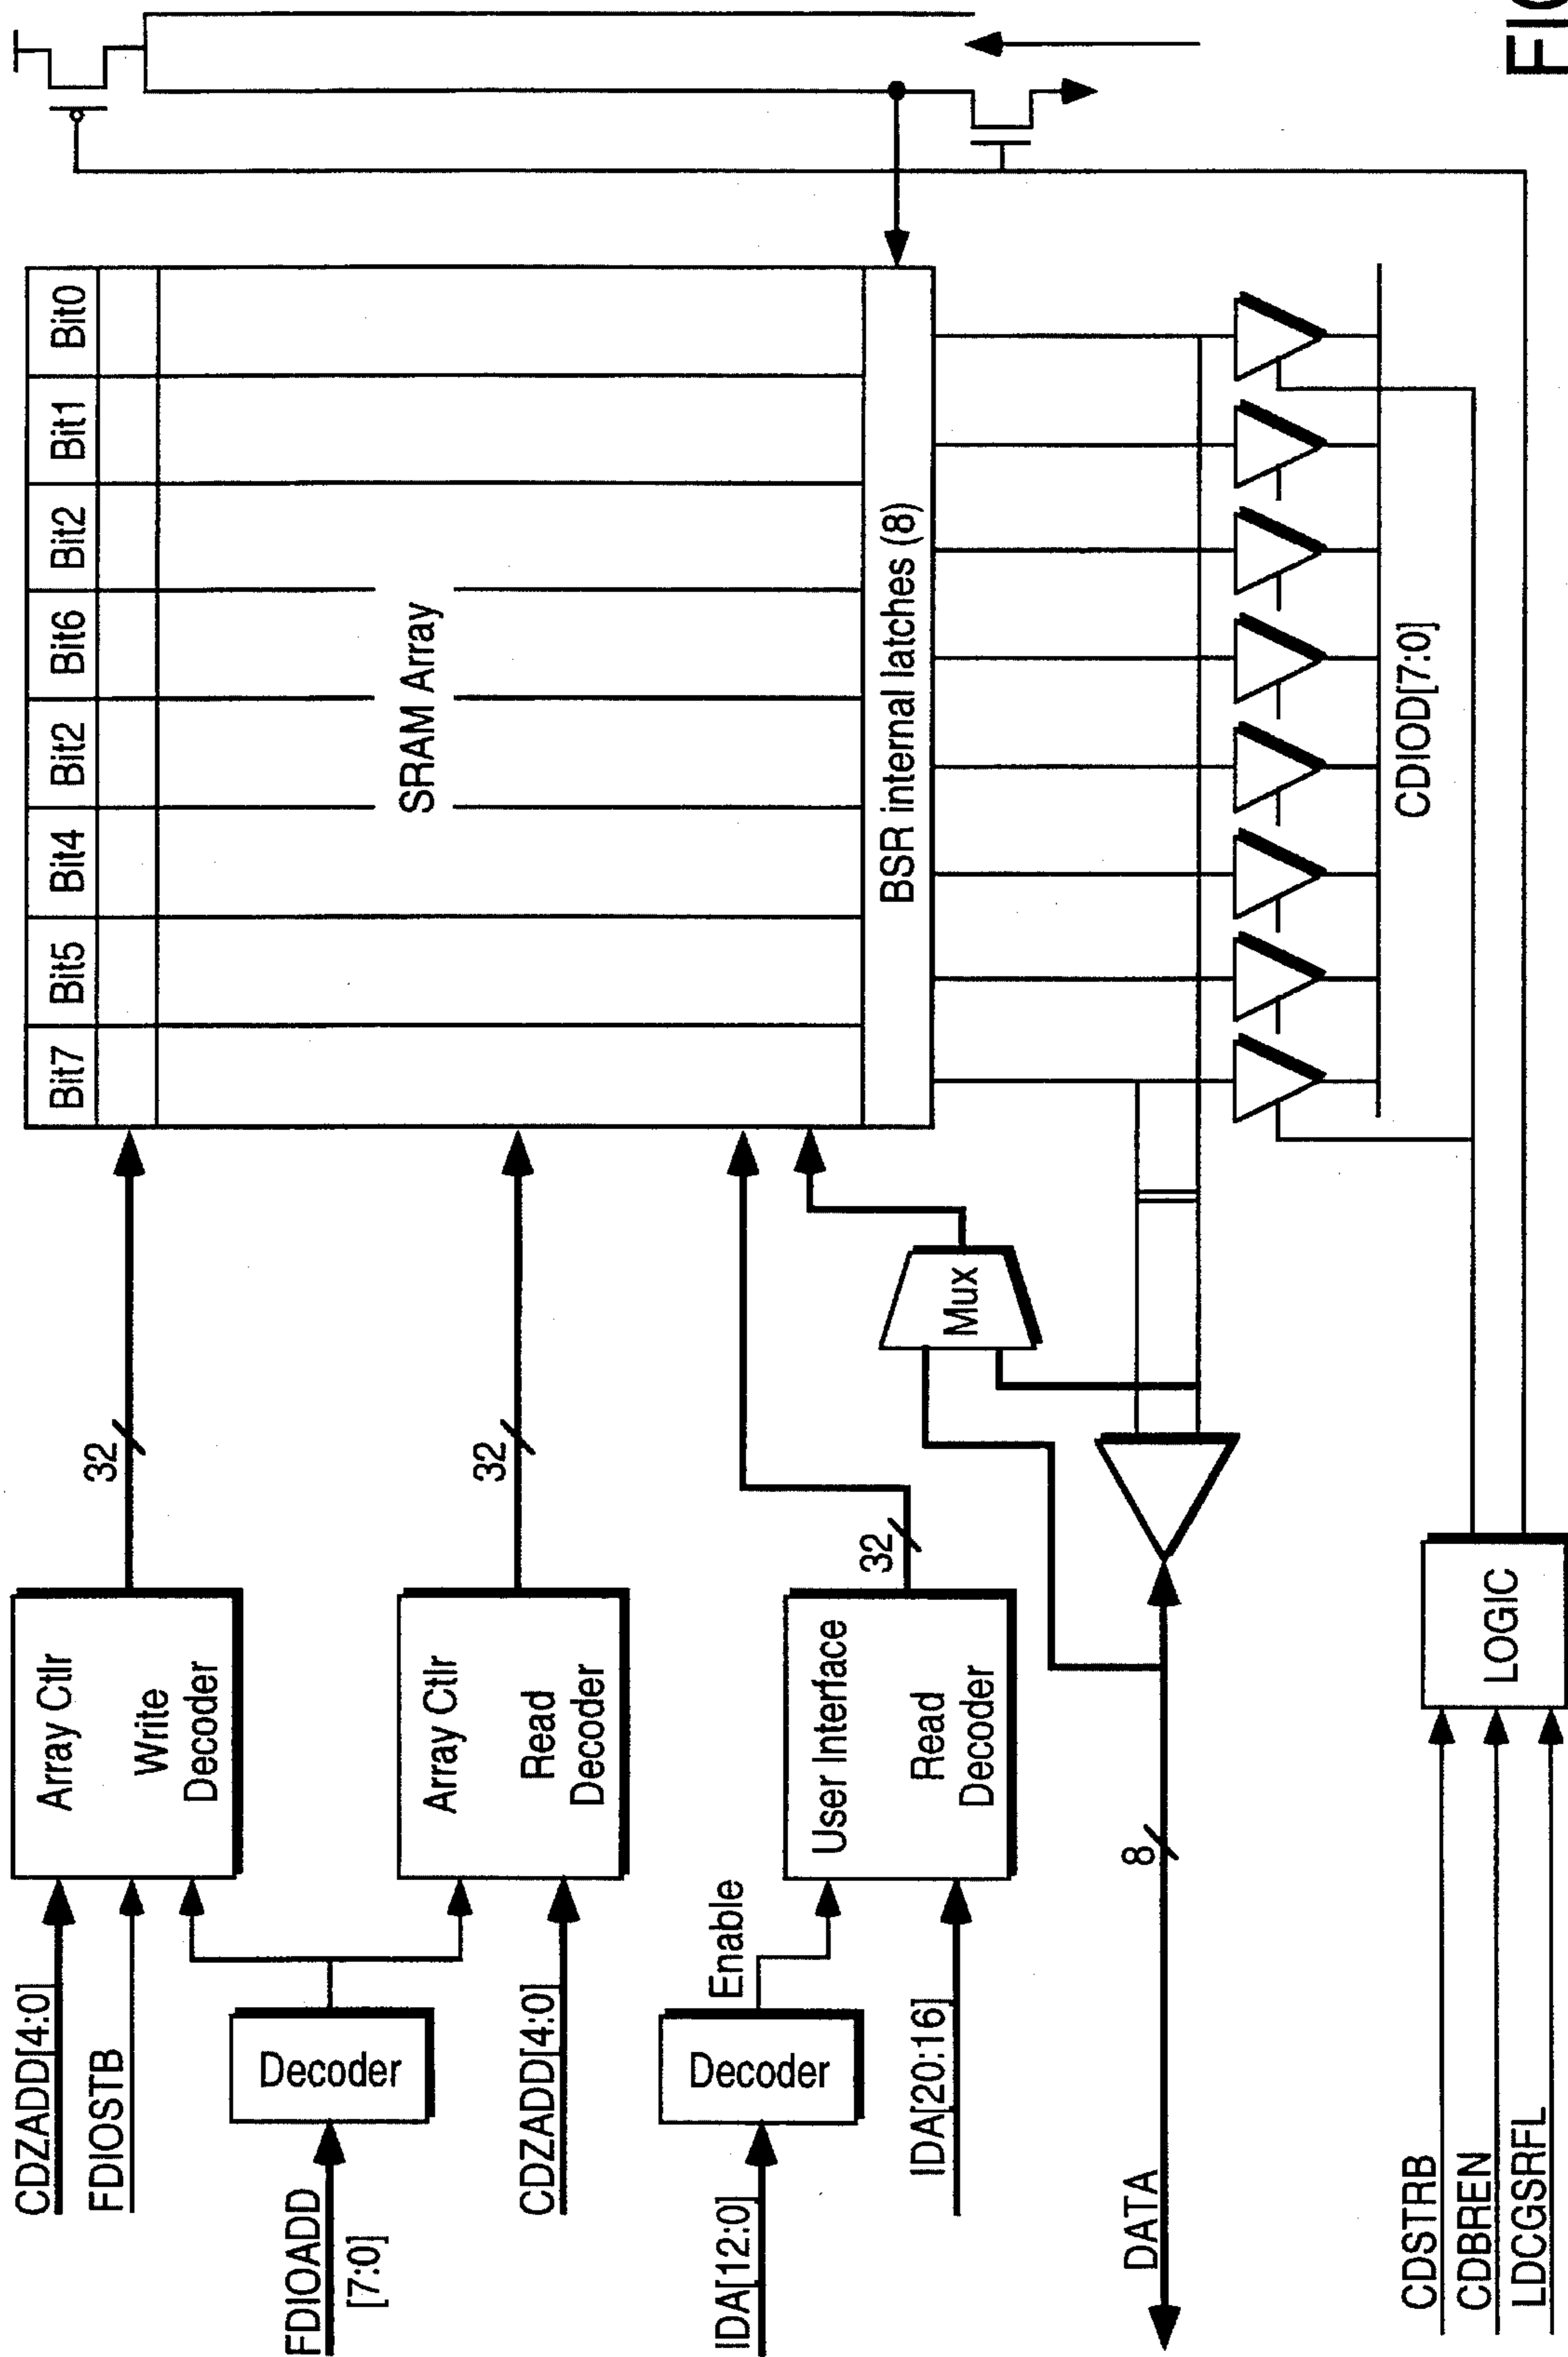 CDZADD[4:0]
FDIOSTB
Array Ctlr
Write
Decoder
32
Bit7
Bit5
Bit4
Bit2
Bit6
Bit2
Bit1
Bit0
FDIOADD
[7:0]
Decoder
CDZADD[4:0]
Array Ctlr
Read
Decoder
32
SRAM Array
IDA[12:0]
Decoder
Enable
IDA[20:16]
User Interface
Read
Decoder
32
Mux
BSR internal latches (8)
DATA
8
CDIOD[7:0]
CDSTRB
CDBREN
LDCGSRFL
LOGIC